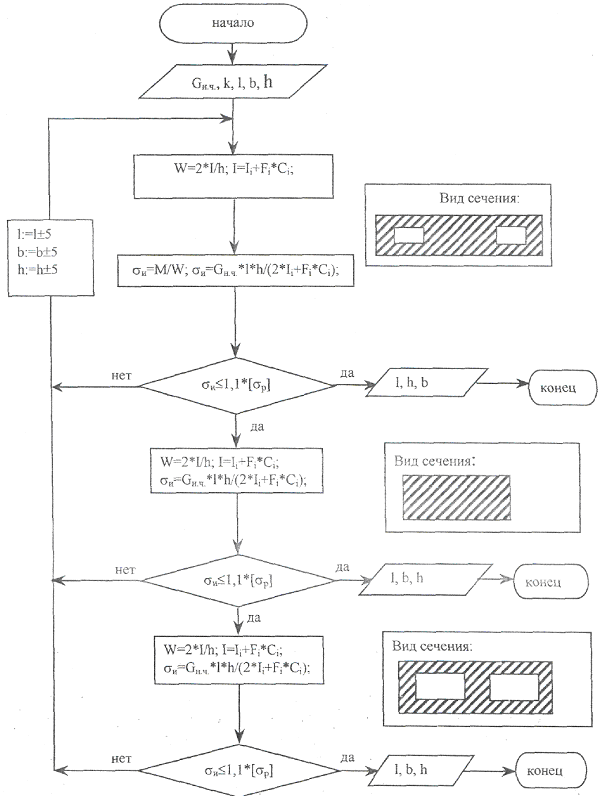 начало
Gн.ч., k, l, b, h
W=2*I/h; I=Ii+Fi*Ci;
Вид сечения:
l:=l±5
b:=b±5
h:=h±5
σи=M/W; σи=Gн.ч.*l*h/(2*Ii+Fi*Ci);
нет
σи≤1,1*[σр]
да
l, h, b
конец
да
W=2*I/h; I=Ii+Fi*Ci;
σи=Gн.ч.*l*h/(2*Ii+Fi*Ci);
Вид сечения:
нет
σи≤1,1*[σр]
да
l, b, h
конец
да
W=2*I/h; I=Ii+Fi*Ci;
σи=Gн.ч.*l*h/(2*Ii+Fi*Ci);
Вид сечения:
нет
σи≤1,1*[σр]
да
l, b, h
конец